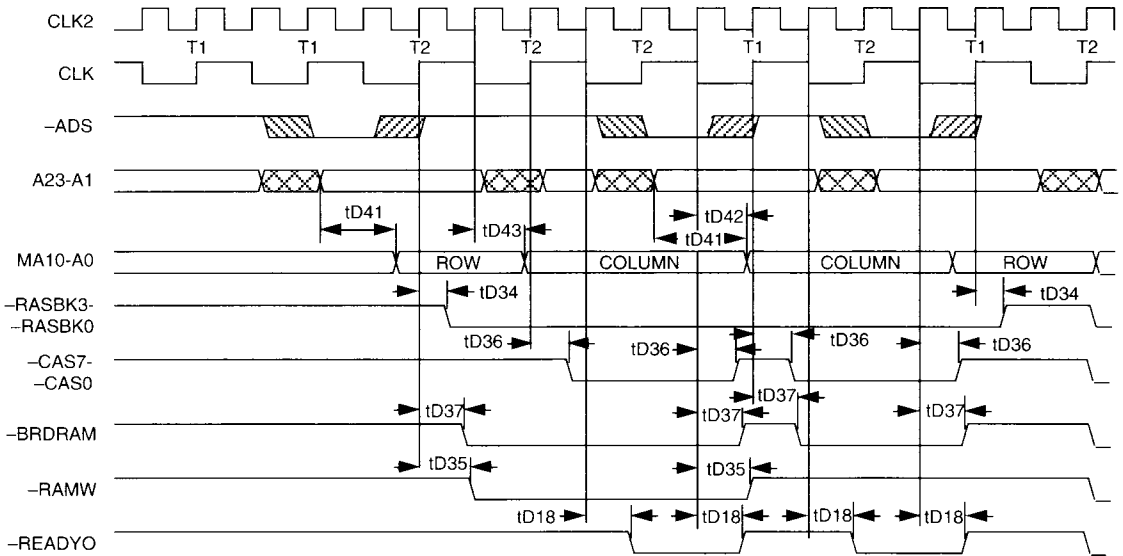 CLK2
T1 T1 T2 T2 T2 T1 T2 T1 T2
CLK
–ADS
A23-A1
tD41 tD43 tD42 tD41
MA10-A0 ROW COLUMN COLUMN ROW
–RASBK3- tD34 tD34
–RASBK0
–CAS7- tD36 tD36 tD36 tD36
–CAS0
tD37 tD37 tD37 tD37
–BRDRAM
tD35 tD35
–RAMW
tD18 tD18 tD18 tD18
–READYO